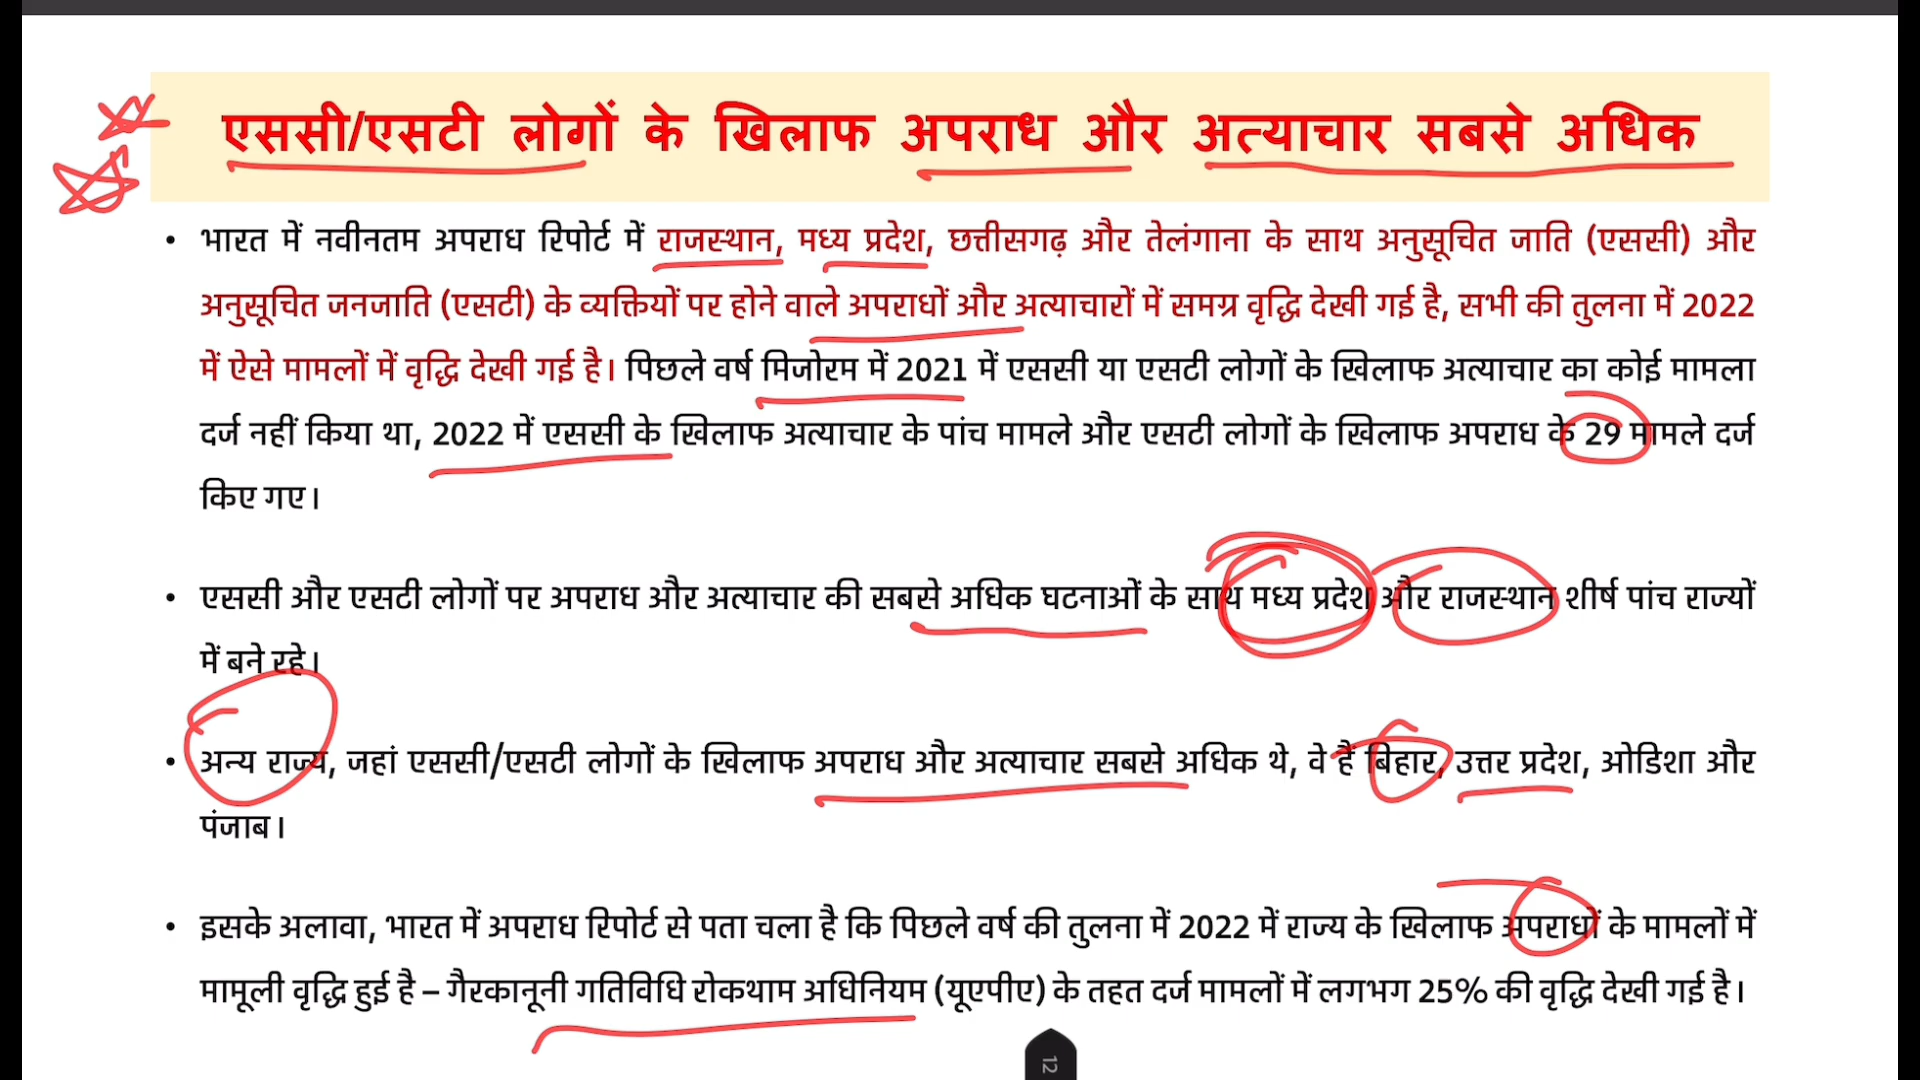 एससी/एसटी लोगों के खिलाफ अपराध और अत्याचार सबसे अधिक
• भारत में नवीनतम अपराध रिपोर्ट में राजस्थान, मध्य प्रदेश, छत्तीसगढ़ और तेलंगाना के साथ अनुसूचित जाति (एससी) और
अनुसूचित जनजाति (एसटी) के व्यक्तियों पर होने वाले अपराधों और अत्याचारों में समग्र वृद्धि देखी गई है, सभी की तुलना में 2022
में ऐसे मामलों में वृद्धि देखी गई है। पिछले वर्ष मिजोरम में 2021 में एससी या एसटी लोगों के खिलाफ अत्याचार का कोई मामला
दर्ज नहीं किया था, 2022 में एससी के खिलाफ अत्याचार के पांच मामले और एसटी लोगों के खिलाफ अपराध के 29 मामले दर्ज
किए गए।
• एससी और एसटी लोगों पर अपराध और अत्याचार की सबसे अधिक घटनाओं के साथ मध्य प्रदेश और राजस्थान शीर्ष पांच राज्यों
में बने रहे।
• अन्य राज्य, जहां एससी/एसटी लोगों के खिलाफ अपराध और अत्याचार सबसे अधिक थे, वे हैं बिहार, उत्तर प्रदेश, ओडिशा और
पंजाब।
• इसके अलावा, भारत में अपराध रिपोर्ट से पता चला है कि पिछले वर्ष की तुलना में 2022 में राज्य के खिलाफ अपराधों के मामलों में
मामूली वृद्धि हुई है – गैरकानूनी गतिविधि रोकथाम अधिनियम (यूएपीए) के तहत दर्ज मामलों में लगभग 25% की वृद्धि देखी गई है।
12